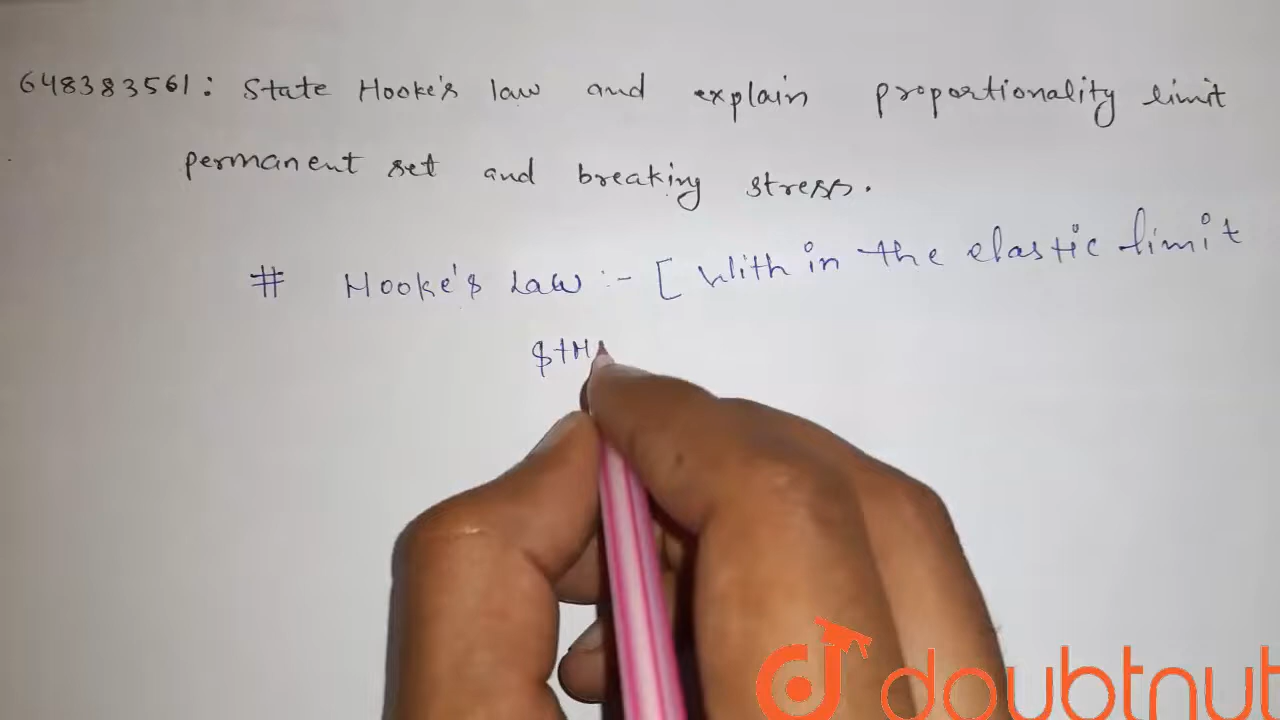 648383561: State Hooke's law and explain proportionality limit
permanent set and breaking stress.
# Hooke's Law :- [ With in the elastic limit
doubtnut